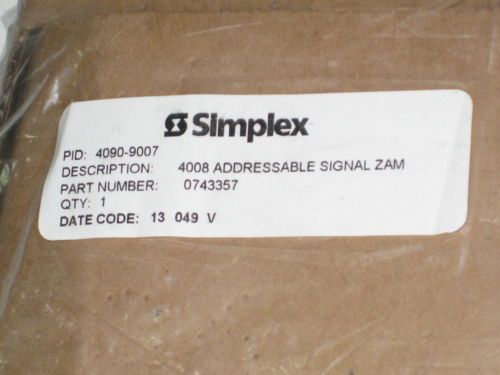 Simplex
PID: 4090-9007
DESCRIPTION: 4008 ADDRESSABLE SIGNAL ZAM
PART NUMBER: 0743357
QTY: 1
DATE CODE: 13 049 V